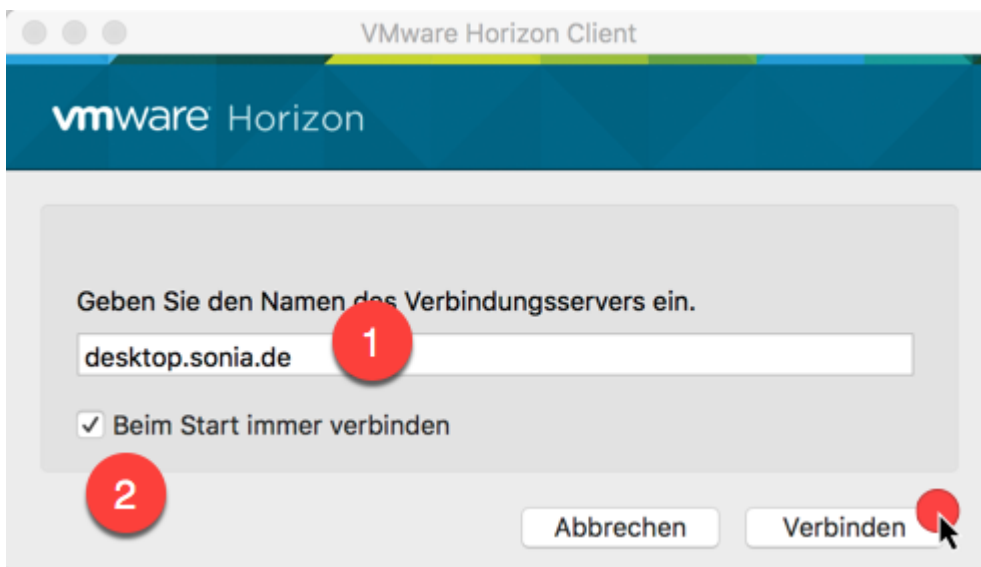 VMware Horizon Client
vmware Horizon
Geben Sie den Namen des Verbindungsservers ein.
1
desktop.sonia.de
Beim Start immer verbinden
2
Abbrechen
Verbinden